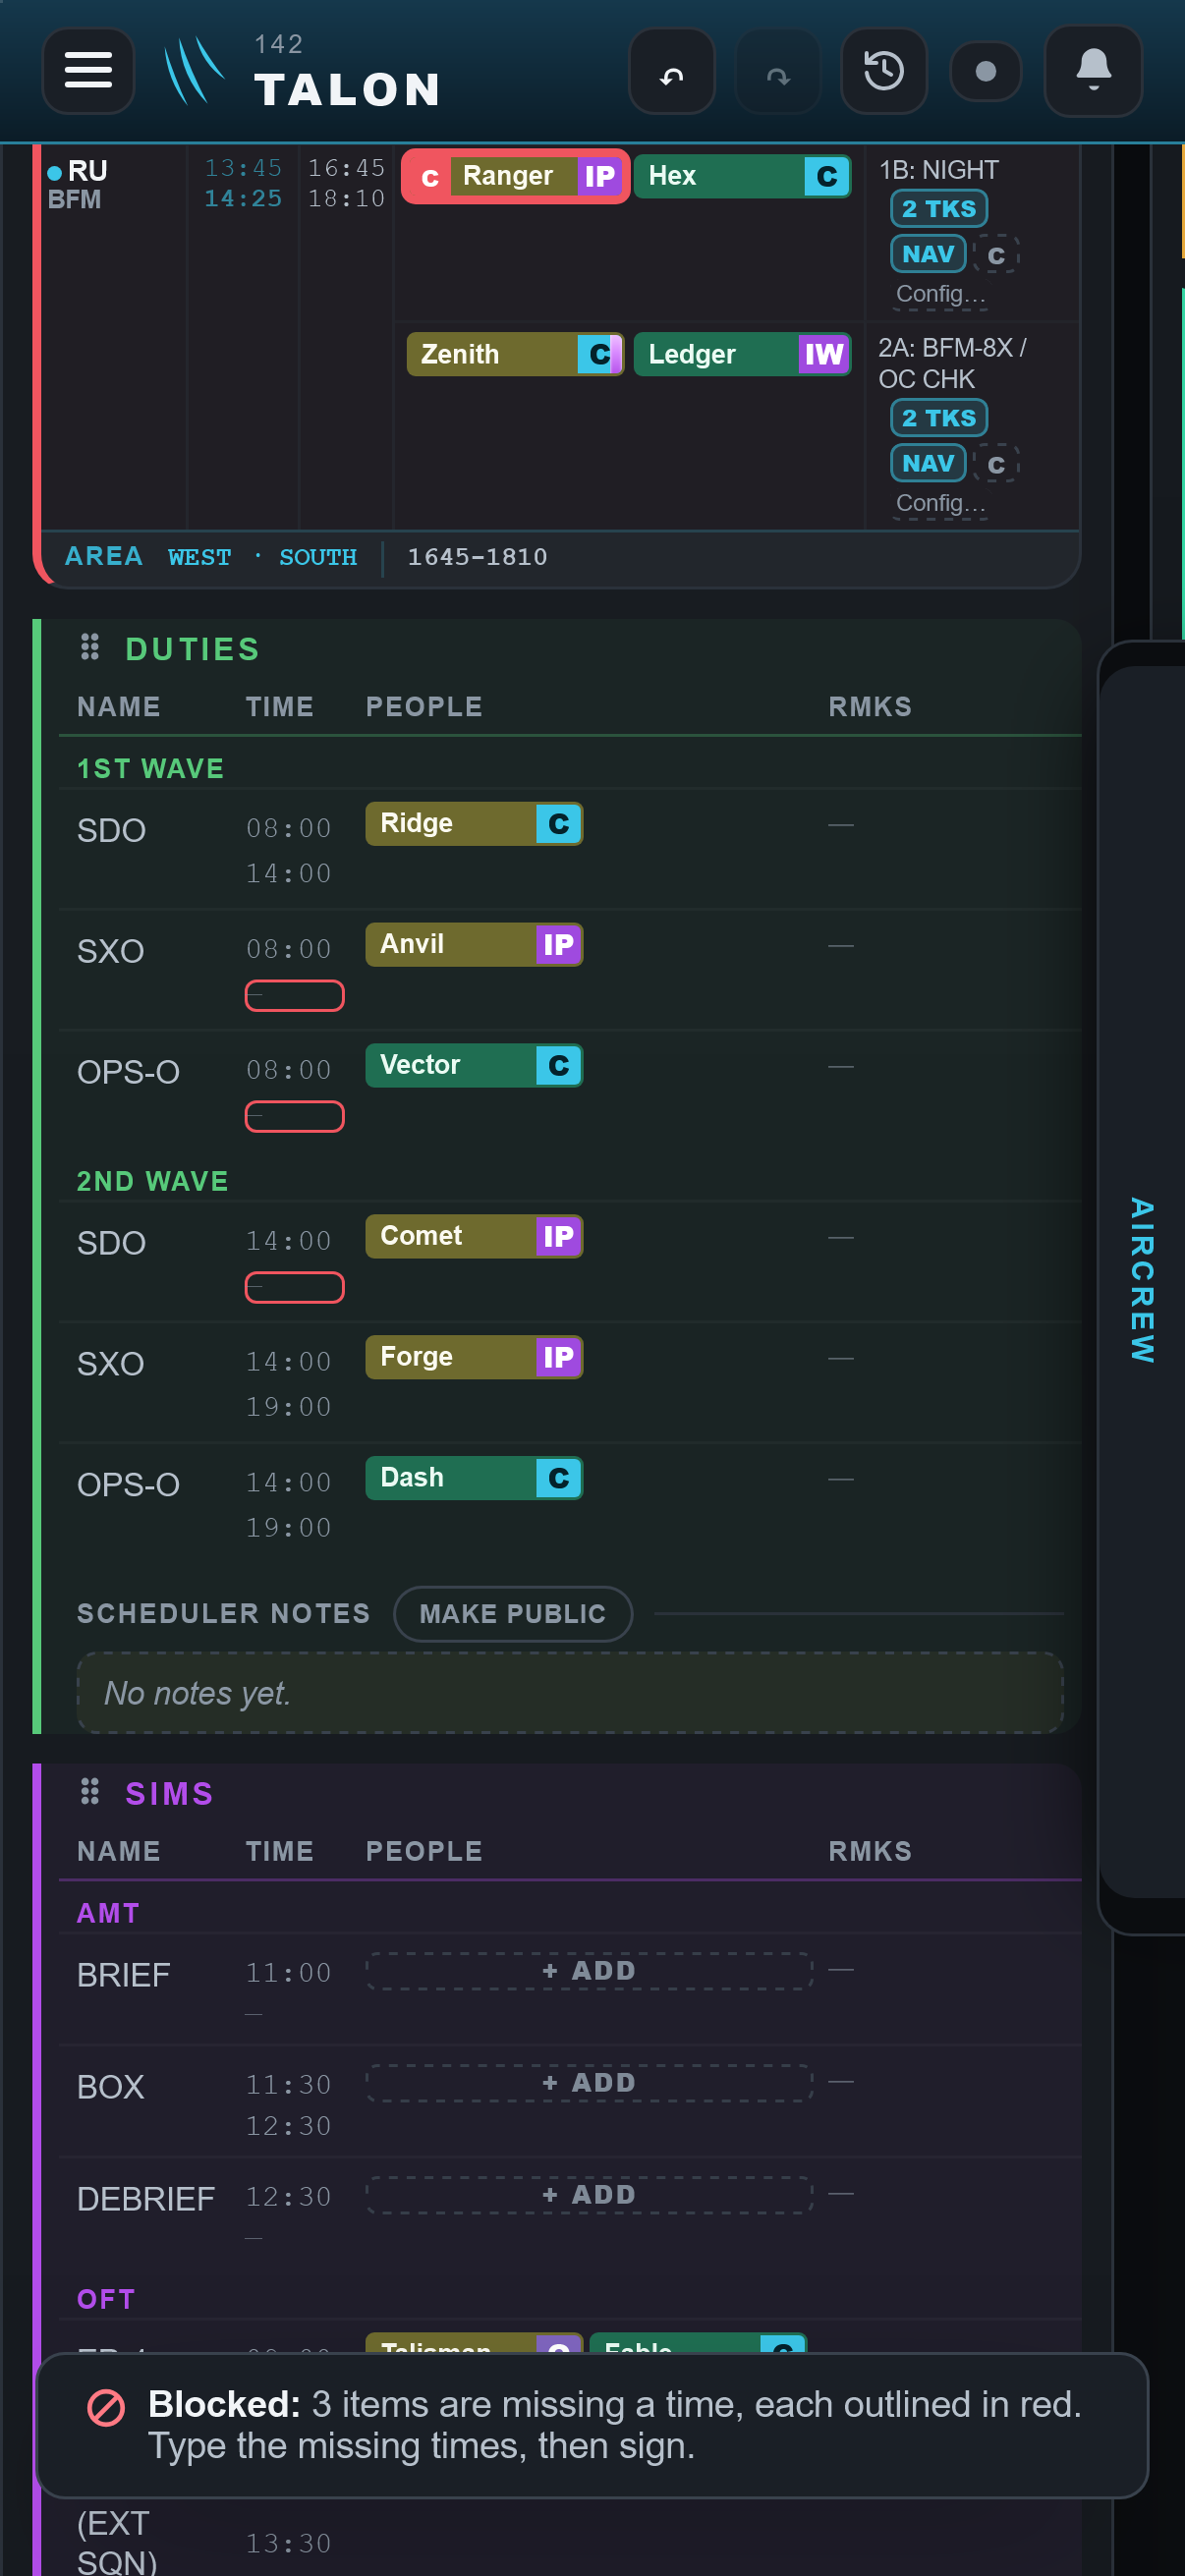 142
TALON
RU
BFM
13:45
14:25
16:45
18:10
C Ranger IP
Hex C
1B: NIGHT
2 TKS
NAV C
Config...
Zenith C
Ledger IW
2A: BFM-8X /
OC CHK
2 TKS
NAV C
Config...
AREA WEST · SOUTH 1645-1810
DUTIES
NAME TIME PEOPLE RMKS
1ST WAVE
SDO 08:00 Ridge C —
14:00
SXO 08:00 Anvil IP —
—
OPS-O 08:00 Vector C —
—
2ND WAVE
SDO 14:00 Comet IP —
—
SXO 14:00 Forge IP —
19:00
OPS-O 14:00 Dash C —
19:00
SCHEDULER NOTES MAKE PUBLIC
No notes yet.
AIRCREW
SIMS
NAME TIME PEOPLE RMKS
AMT
BRIEF 11:00 + ADD —
—
BOX 11:30 + ADD —
12:30
DEBRIEF 12:30 + ADD —
—
OFT
Talisman
Fable C
Blocked: 3 items are missing a time, each outlined in red.
Type the missing times, then sign.
(EXT
SQN)
13:30